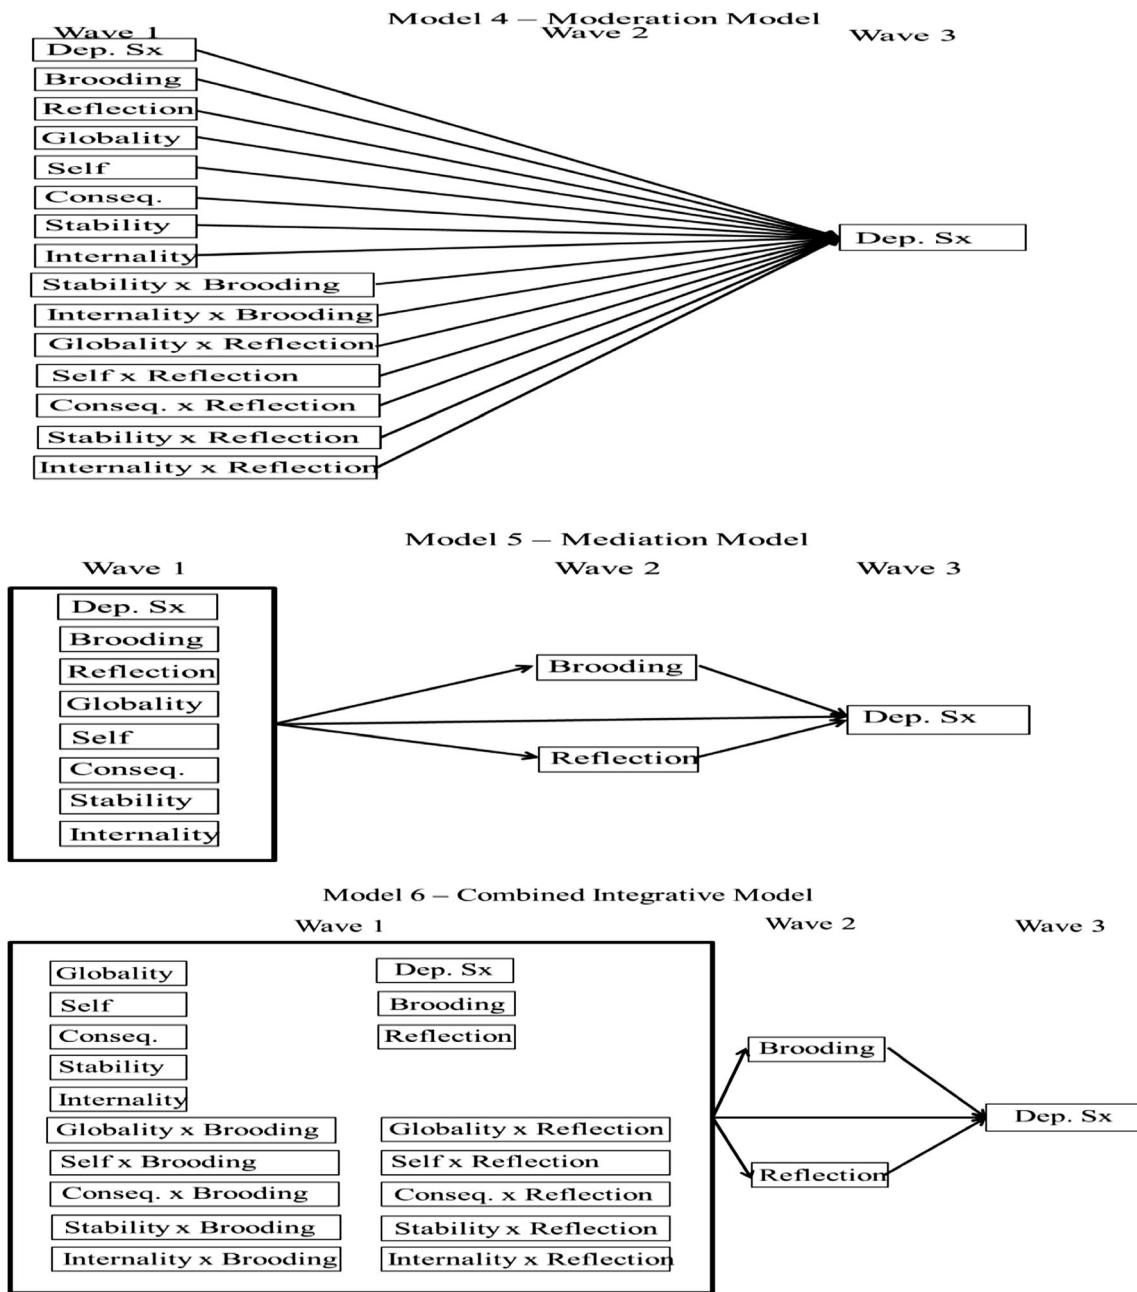 Model 4 – Moderation Model
Wave 1
Wave 2
Wave 3
Dep. Sx
Brooding
Reflection
Globality
Self
Conseq.
Stability
Internality
Stability x Brooding
Internality x Brooding
Globality x Reflection
Self x Reflection
Conseq. x Reflection
Stability x Reflection
Internality x Reflection
Dep. Sx
Model 5 – Mediation Model
Wave 1
Wave 2
Wave 3
Dep. Sx
Brooding
Reflection
Globality
Self
Conseq.
Stability
Internality
Brooding
Reflection
Dep. Sx
Model 6 – Combined Integrative Model
Wave 1
Wave 2
Wave 3
Globality
Self
Conseq.
Stability
Internality
Dep. Sx
Brooding
Reflection
Globality x Brooding
Self x Brooding
Conseq. x Brooding
Stability x Brooding
Internality x Brooding
Globality x Reflection
Self x Reflection
Conseq. x Reflection
Stability x Reflection
Internality x Reflection
Brooding
Reflection
Dep. Sx